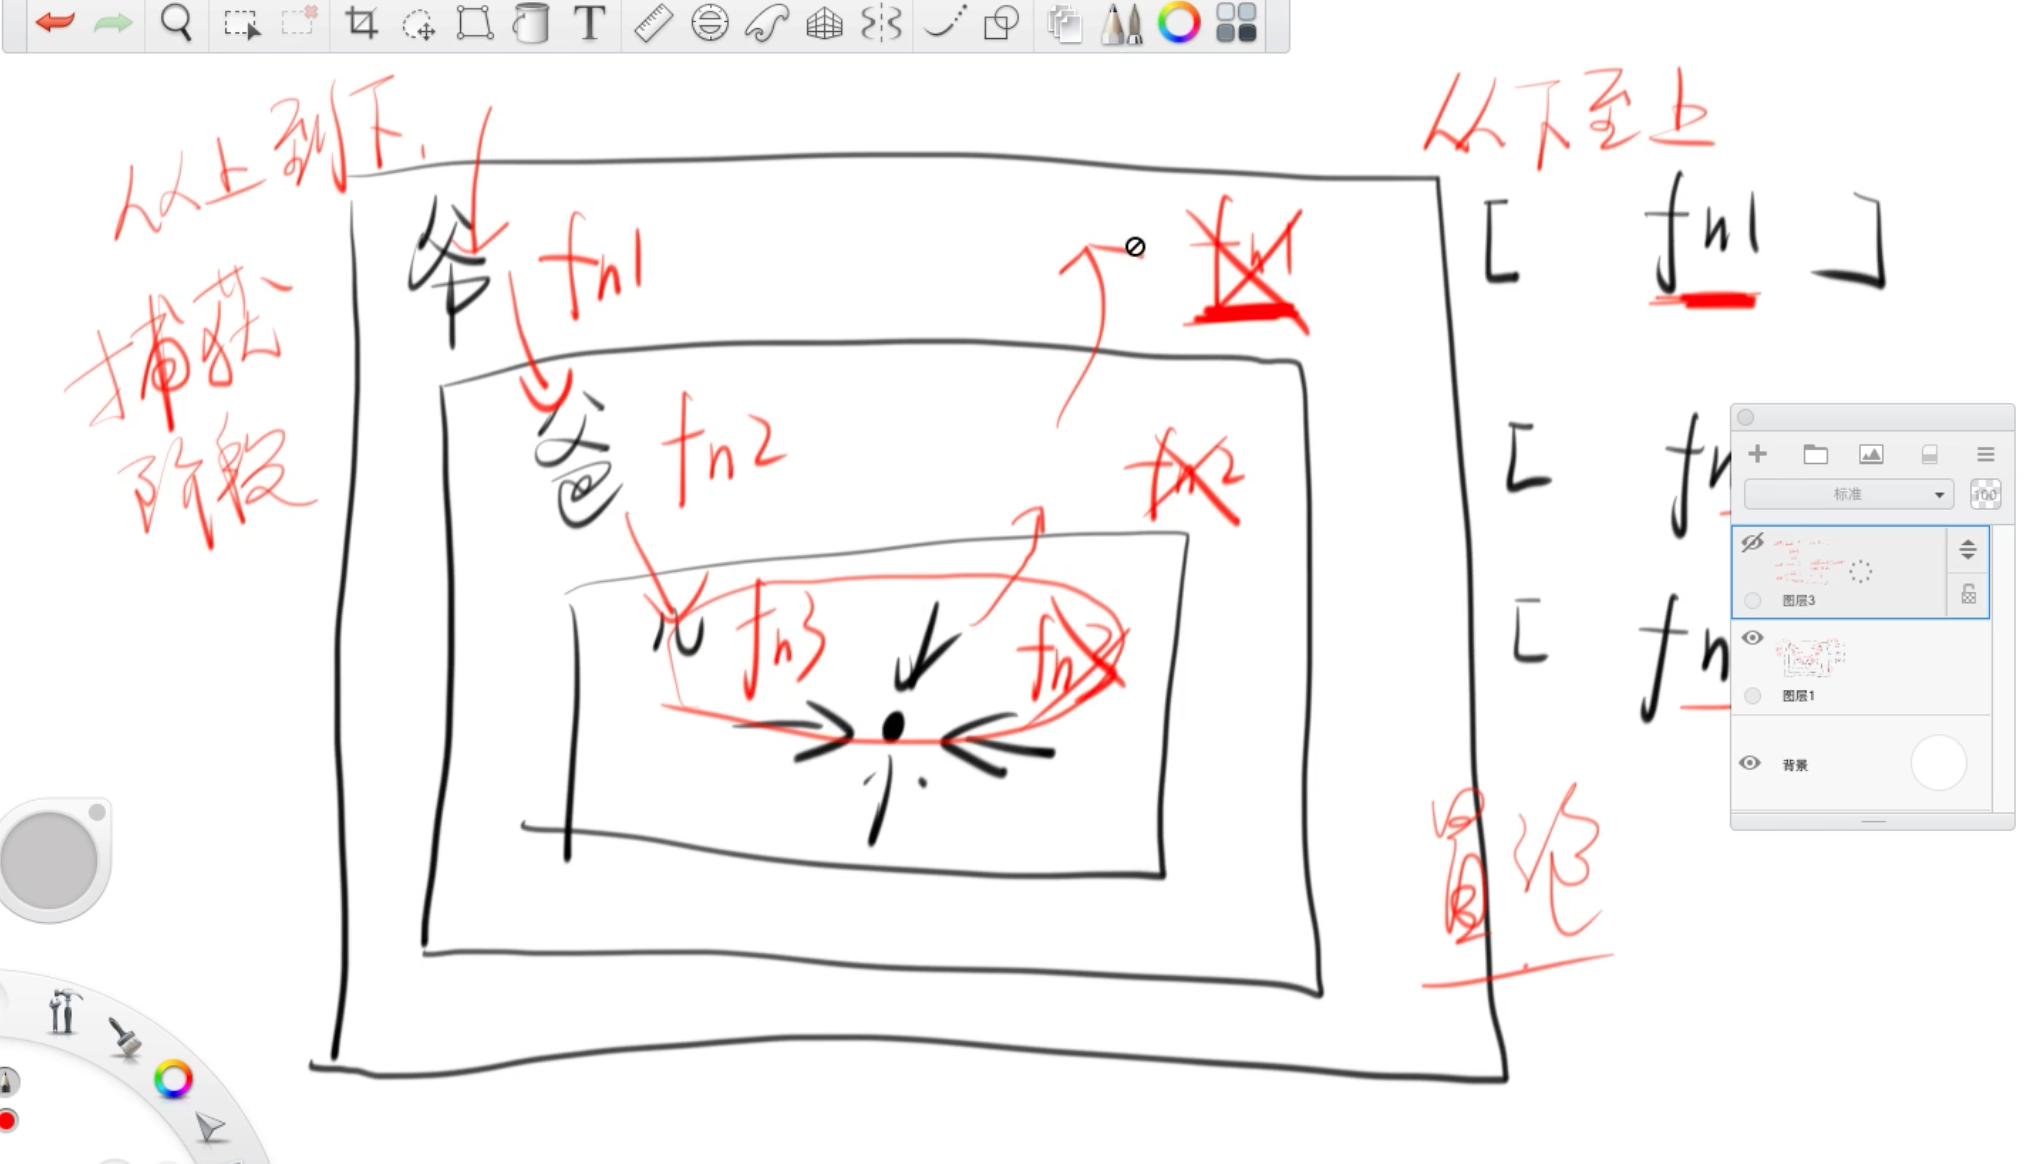 从上到下.
捕获
阶段
从下至上
爷 fn1
fn1
[ fn1 ]
爸 fn2
fn2
[ fn
儿 fn3
[ fn
冒泡
标准
100
图层3
图层1
背景